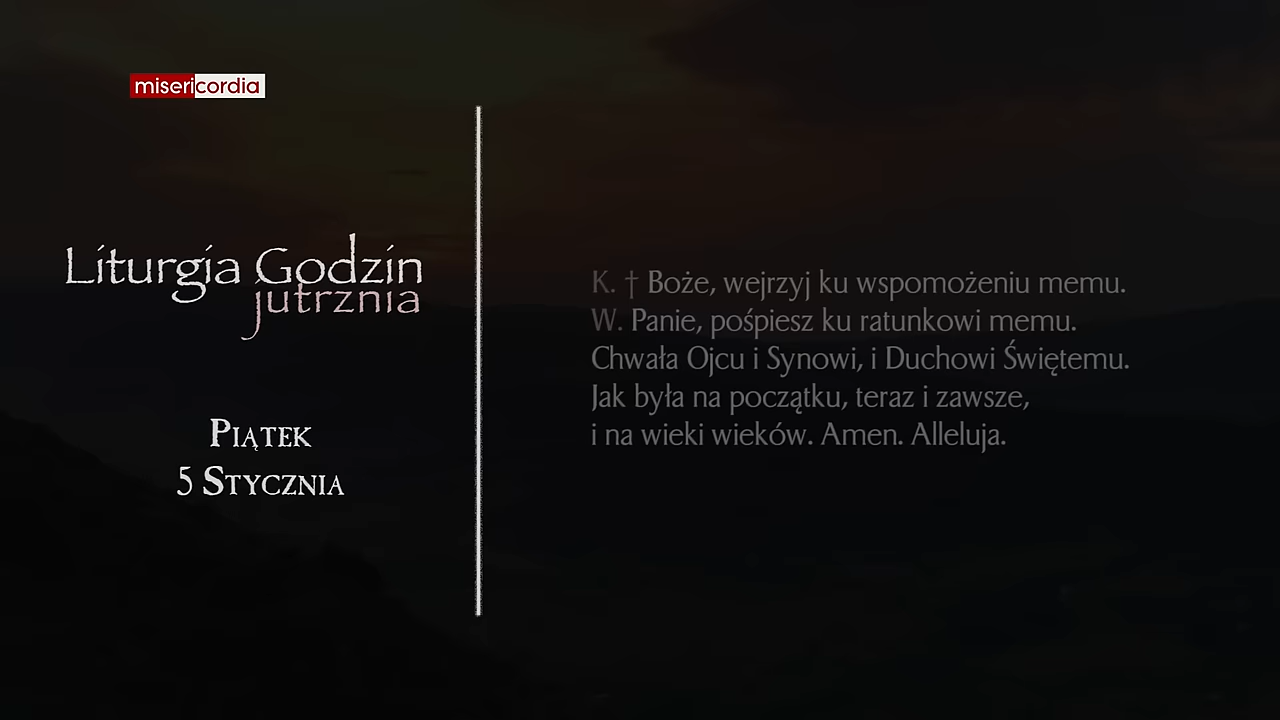 misericordia
Liturgia Godzin
jutrznia
Piątek
5 Stycznia
K. † Boże, wejrzyj ku wspomożeniu memu.
W. Panie, pośpiesz ku ratunkowi memu.
Chwała Ojcu i Synowi, i Duchowi Świętemu.
Jak była na początku, teraz i zawsze,
i na wieki wieków. Amen. Alleluja.